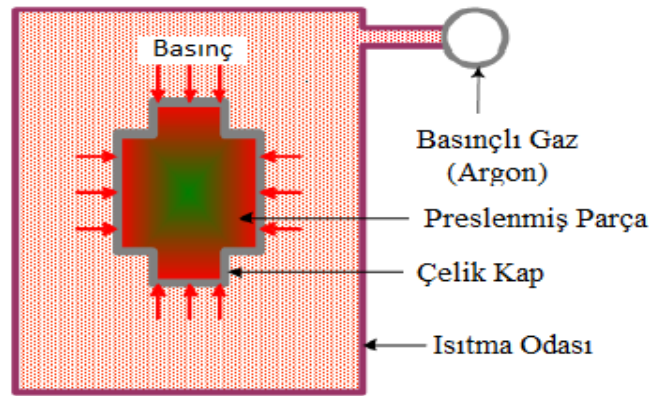 Basınç
Basınçlı Gaz
(Argon)
Preslenmiş Parça
Çelik Kap
Isıtma Odası